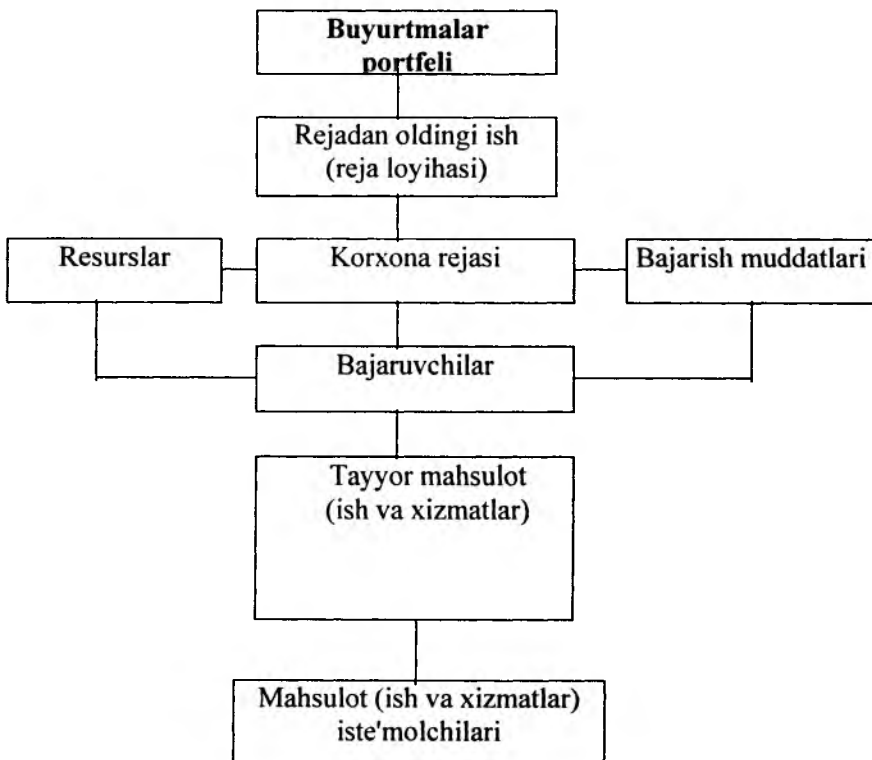 Buyurtmalar
portfeli
Rejadan oldingi ish
(reja loyihasi)
Resurslar
Korxona rejasi
Bajarish muddatlari
Bajaruvchilar
Tayyor mahsulot
(ish va xizmatlar)
Mahsulot (ish va xizmatlar)
iste'molchilari